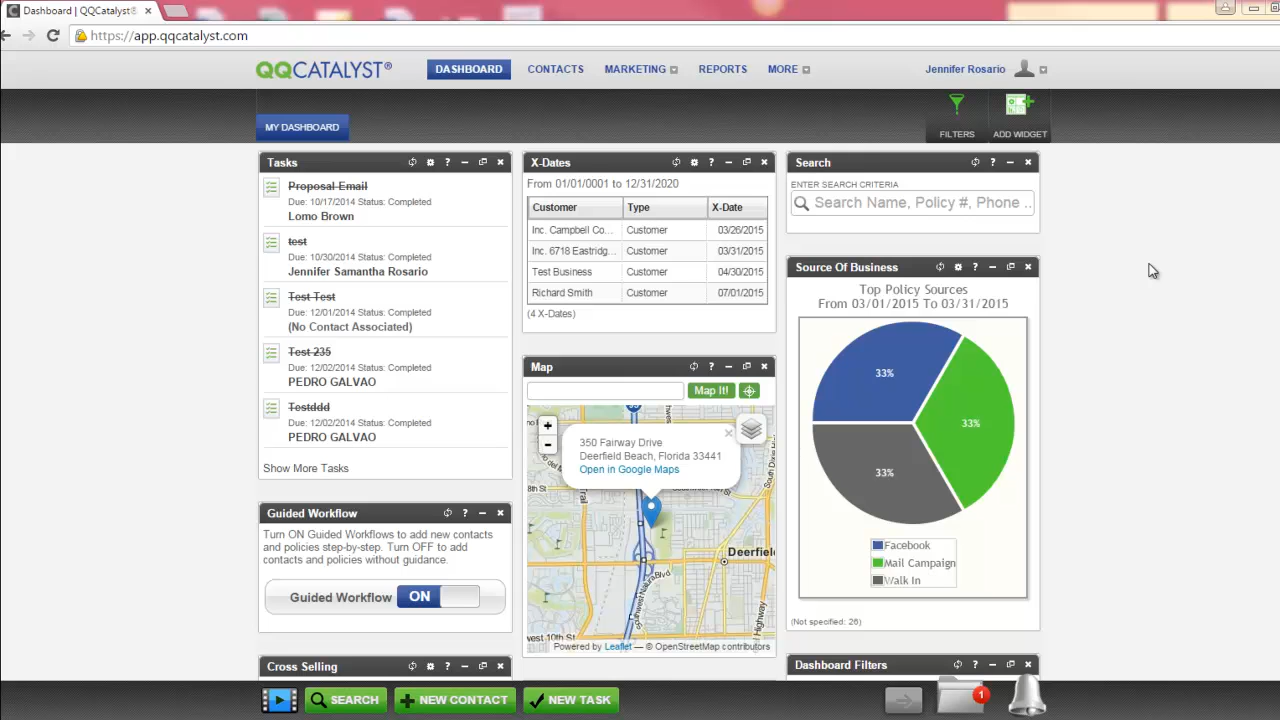 Dashboard | QQCatalyst®
https://app.qqcatalyst.com
QQCATALYST®
DASHBOARD
CONTACTS
MARKETING
REPORTS
MORE
Jennifer Rosario
MY DASHBOARD
FILTERS
ADD WIDGET
Tasks
Proposal Email
Due: 10/17/2014 Status: Completed
Lomo Brown
test
Due: 10/30/2014 Status: Completed
Jennifer Samantha Rosario
Test Test
Due: 12/01/2014 Status: Completed
(No Contact Associated)
Test 235
Due: 12/02/2014 Status: Completed
PEDRO GALVAO
Testddd
Due: 12/02/2014 Status: Completed
PEDRO GALVAO
Show More Tasks
Guided Workflow
Turn ON Guided Workflows to add new contacts
and policies step-by-step. Turn OFF to add
contacts and policies without guidance.
Guided Workflow ON
Cross Selling
X-Dates
From 01/01/0001 to 12/31/2020
Customer Type X-Date
Inc. Campbell Co... Customer 03/26/2015
Inc. 6718 Eastridg... Customer 03/31/2015
Test Business Customer 04/30/2015
Richard Smith Customer 07/01/2015
(4 X-Dates)
Map
Map It!
+
-
350 Fairway Drive
Deerfield Beach, Florida 33441
Open in Google Maps
Deerfiel
west 10th St
Powered by Leaflet — © OpenStreetMap contributors
Search
ENTER SEARCH CRITERIA
Search Name, Policy #, Phone ...
Source Of Business
Top Policy Sources
From 03/01/2015 To 03/31/2015
33%
33%
33%
Facebook
Mail Campaign
Walk In
(Not specified: 26)
Dashboard Filters
SEARCH
NEW CONTACT
NEW TASK
1